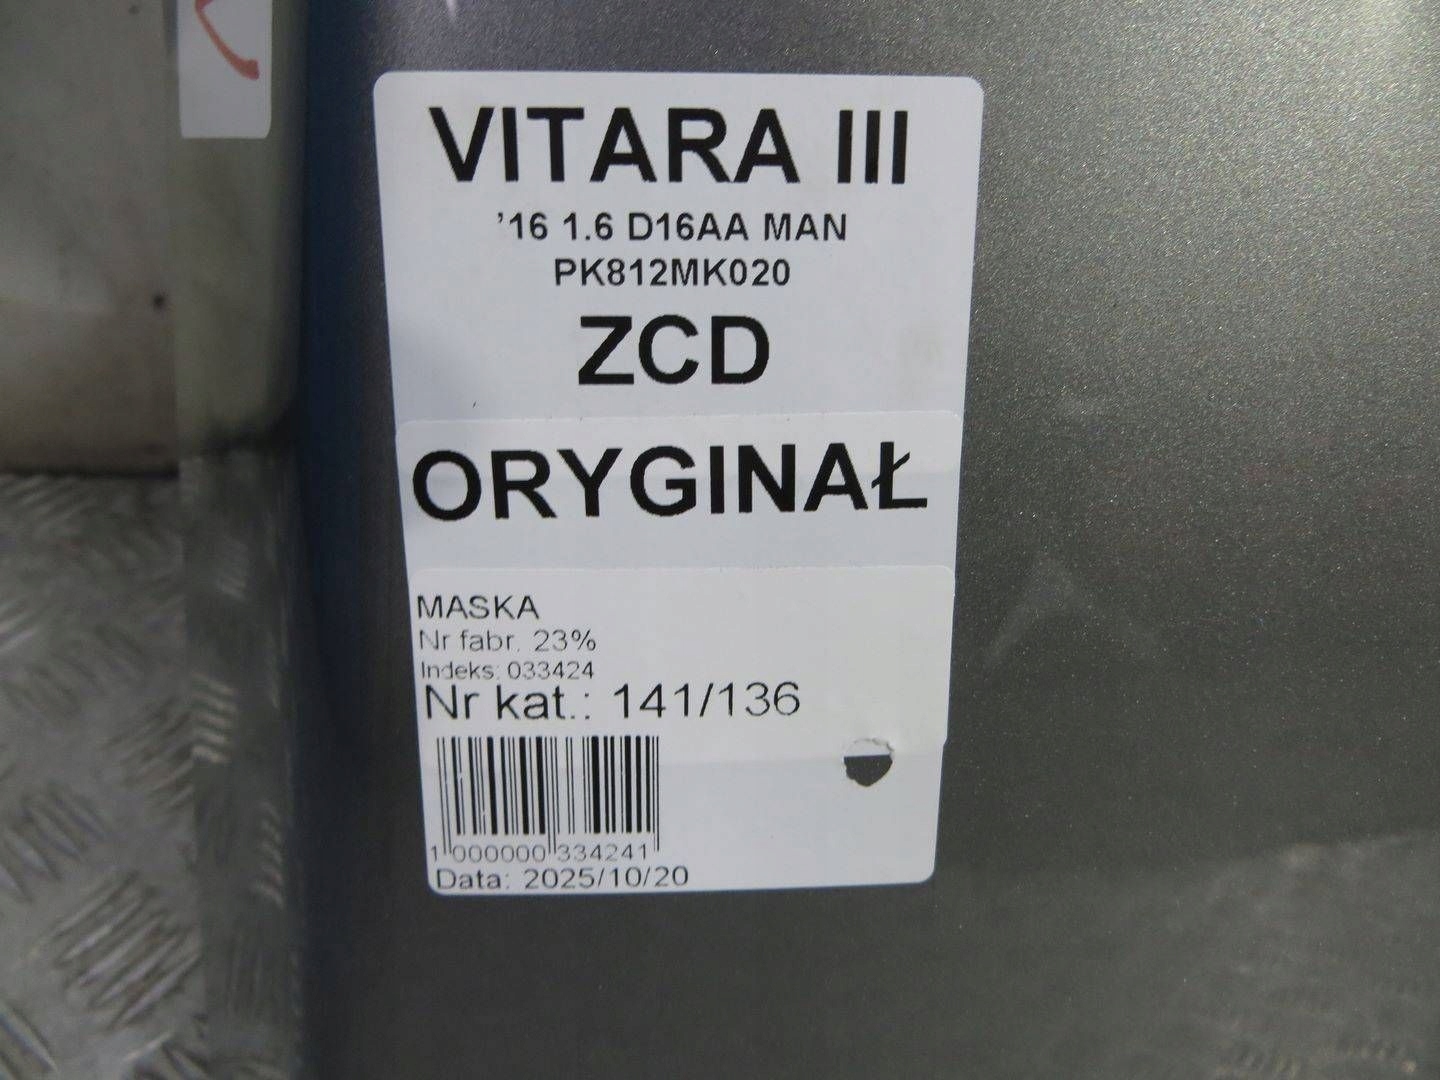 VITARA III
'16 1.6 D16AA MAN
PK812MK020
ZCD
ORYGINAŁ
MASKA
Nr fabr. 23%
Indeks: 033424
Nr kat.: 141/136
1 000000 334241
Data: 2025/10/20